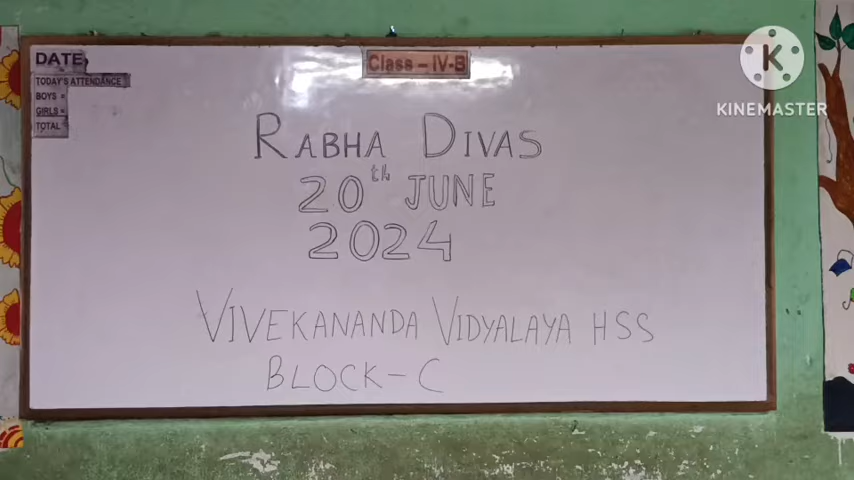 DATE
TODAY'S ATTENDANCE
BOYS =
GIRLS =
TOTAL
Class - IV-B
K
KINEMASTER
RABHA DIVAS
20th JUNE
2024
VIVEKANANDA VIDYALAYA HSS
BLOCK - C